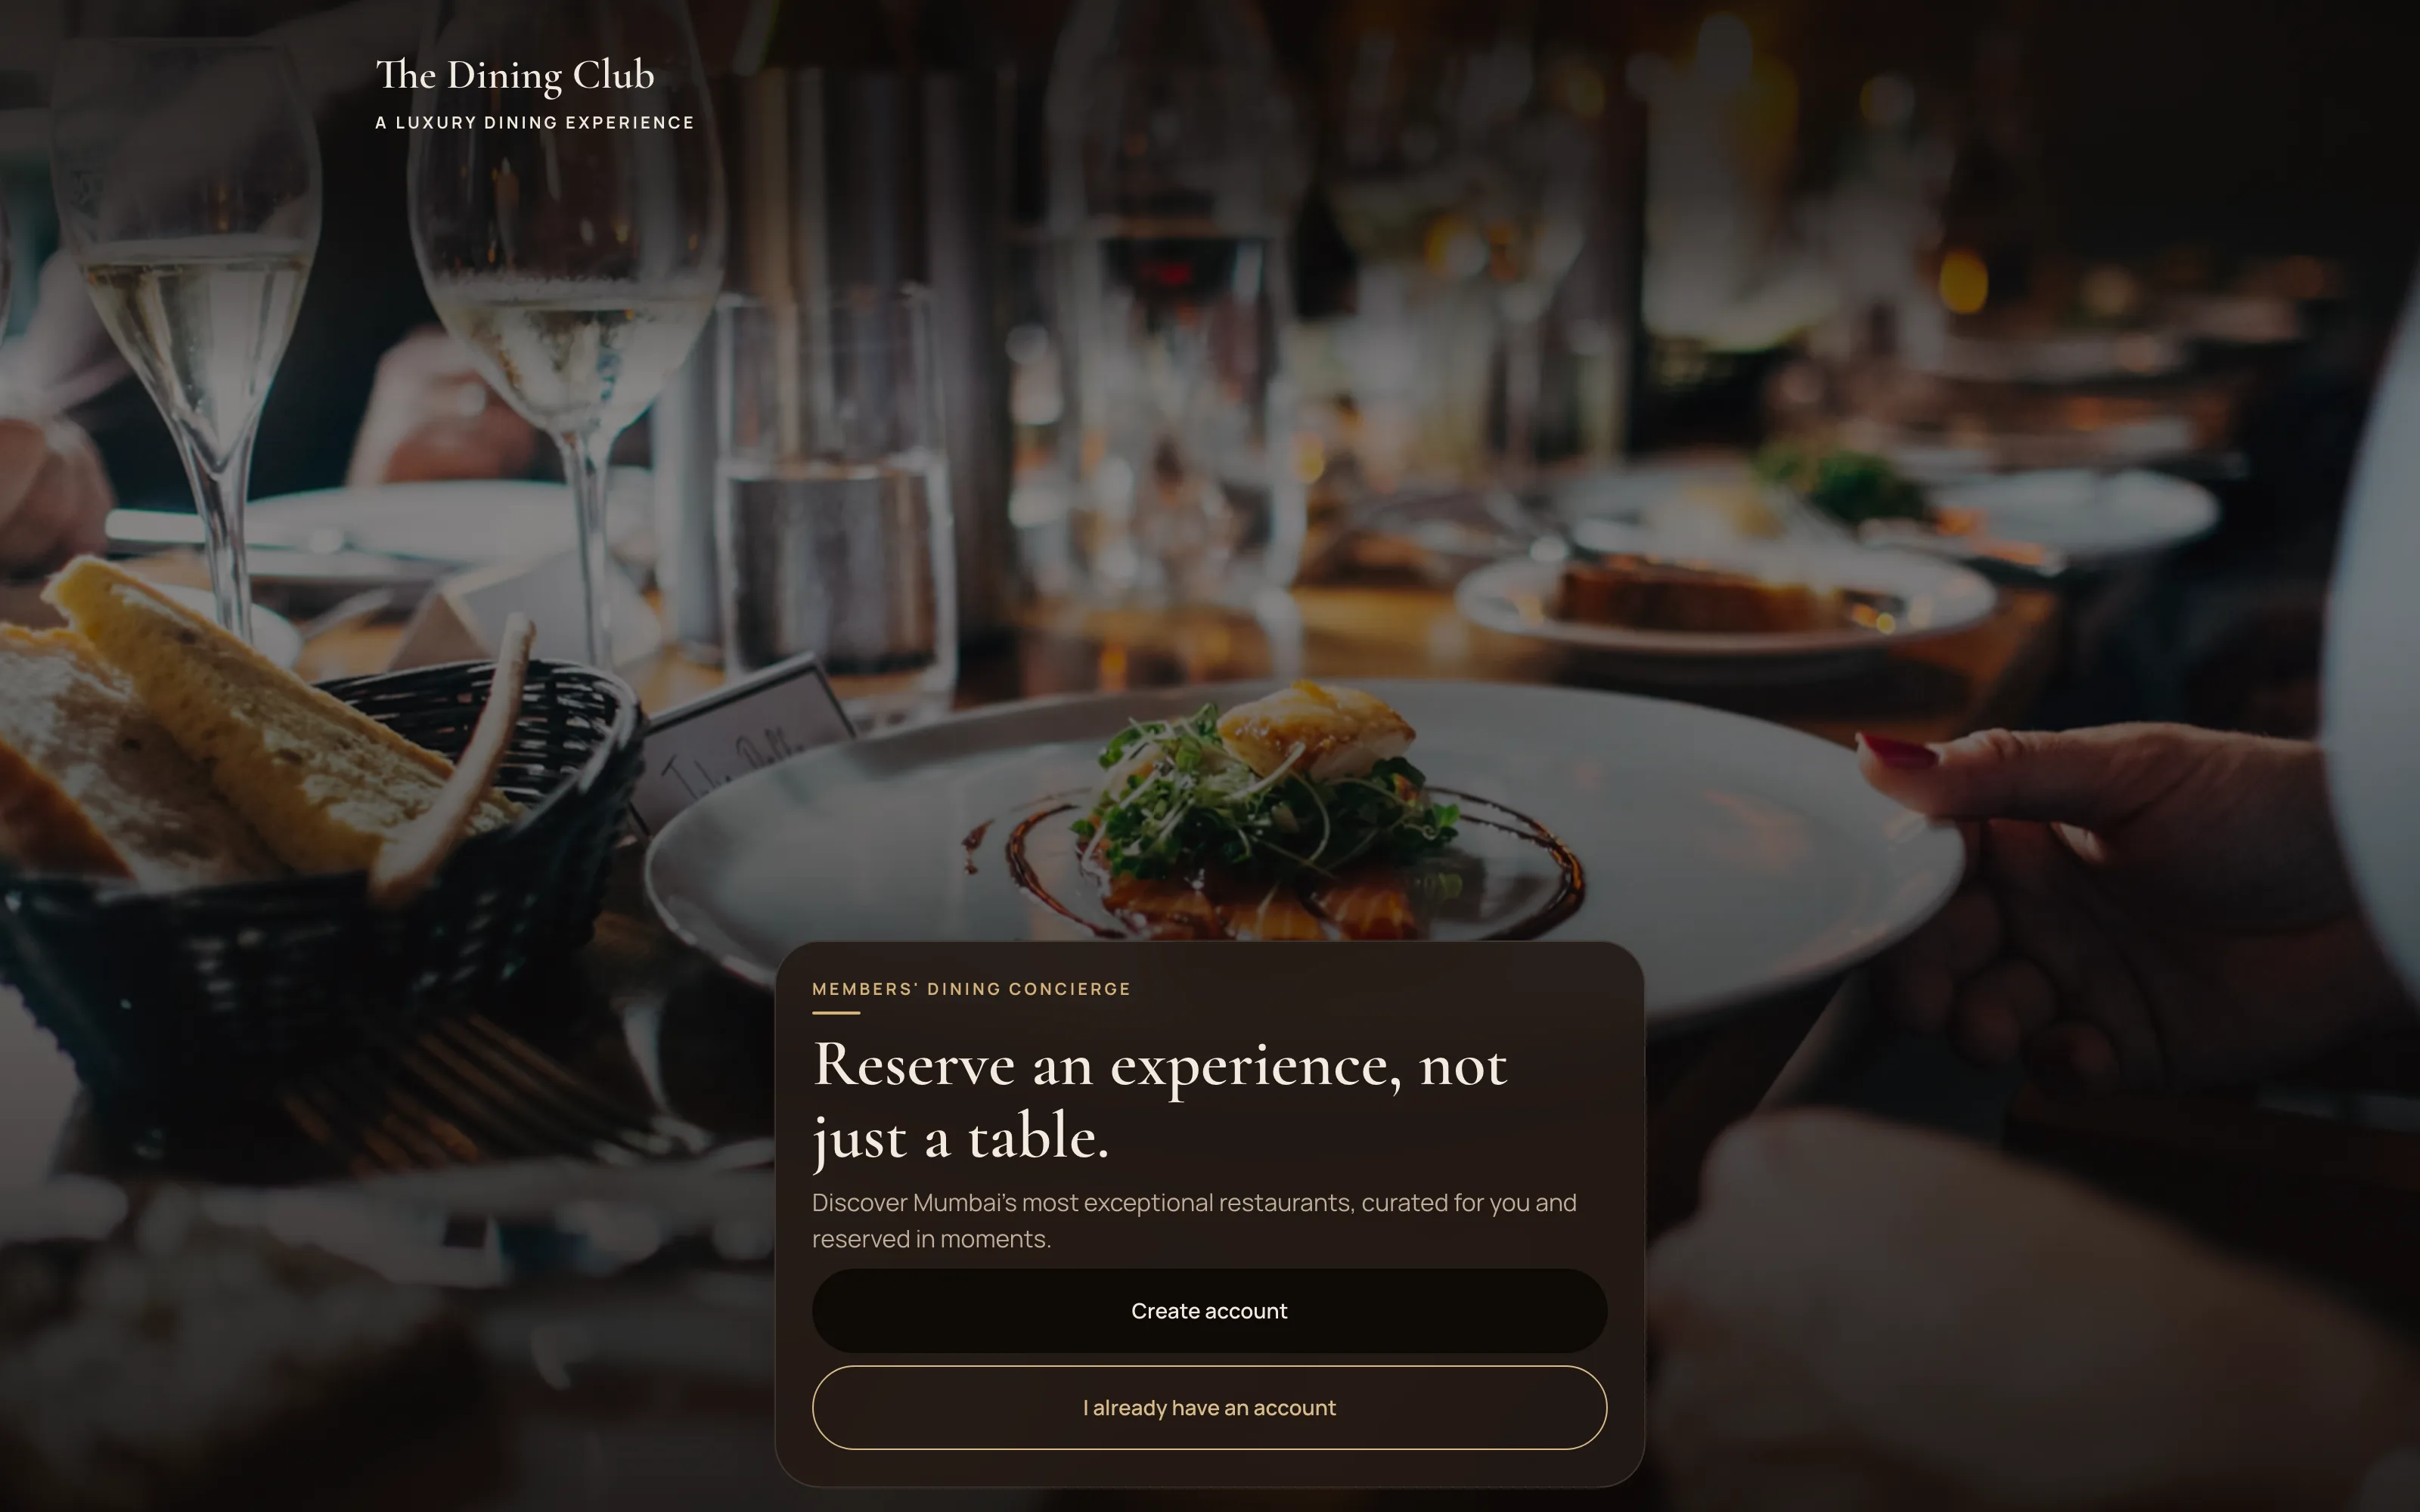 The Dining Club
A LUXURY DINING EXPERIENCE
MEMBERS' DINING CONCIERGE
Reserve an experience, not
just a table.
Discover Mumbai's most exceptional restaurants, curated for you and
reserved in moments.
Create account
I already have an account